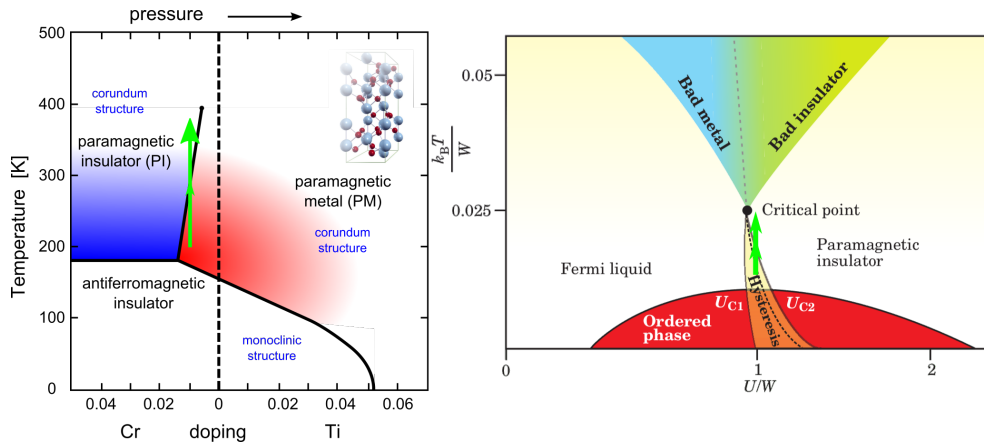 pressure
500
400
300
200
100
0
Temperature [K]
corundum
structure
paramagnetic
insulator (PI)
paramagnetic
metal (PM)
corundum
structure
antiferromagnetic
insulator
monoclinic
structure
0.04
0.02
0
0.02
0.04
0.06
Cr
doping
Ti
0.05
0.025
k_BT
W
Bad metal
Bad insulator
Critical point
Fermi liquid
Paramagnetic
insulator
U_C1
Hysteresis
U_C2
Ordered
phase
0
1
2
U/W